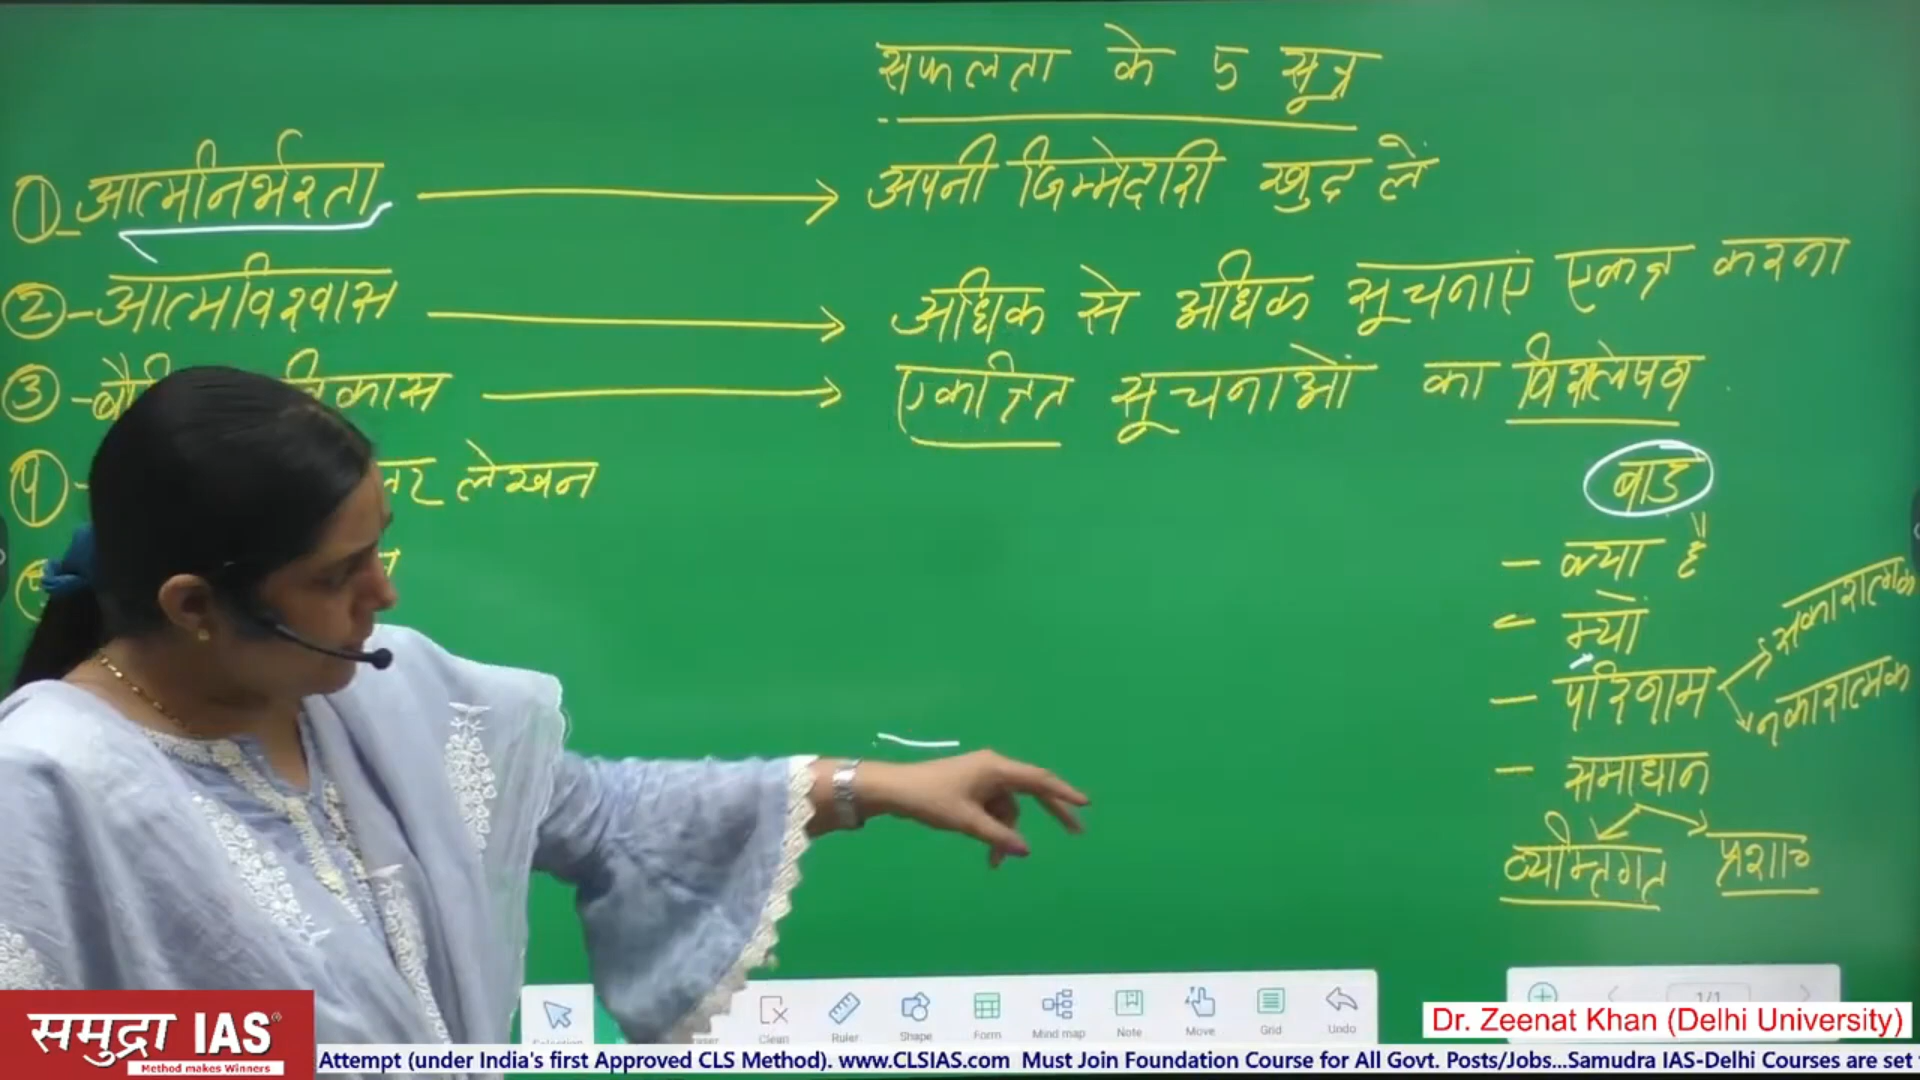 सफलता के 5 सूत्र
① आत्मनिर्भरता → अपनी जिम्मेदारी खुद लें
② - आत्मविश्वास → अधिक से अधिक सूचनाएं एकत्र करना
③ - विकास → एकत्रित सूचनाओं का विश्लेषण
④ - लेखन
बाढ़
- क्या है
- क्यों
- परिणाम → सकारात्मक
→ नकारात्मक
- समाधान
व्यक्तिगत प्रशा०
Clean Ruler Shape Form Mind map Note Move Grid Undo
1/1
समुद्रा IAS®
Method makes Winners
Dr. Zeenat Khan (Delhi University)
Attempt (under India's first Approved CLS Method). www.CLSIAS.com Must Join Foundation Course for All Govt. Posts/Jobs...Samudra IAS-Delhi Courses are set